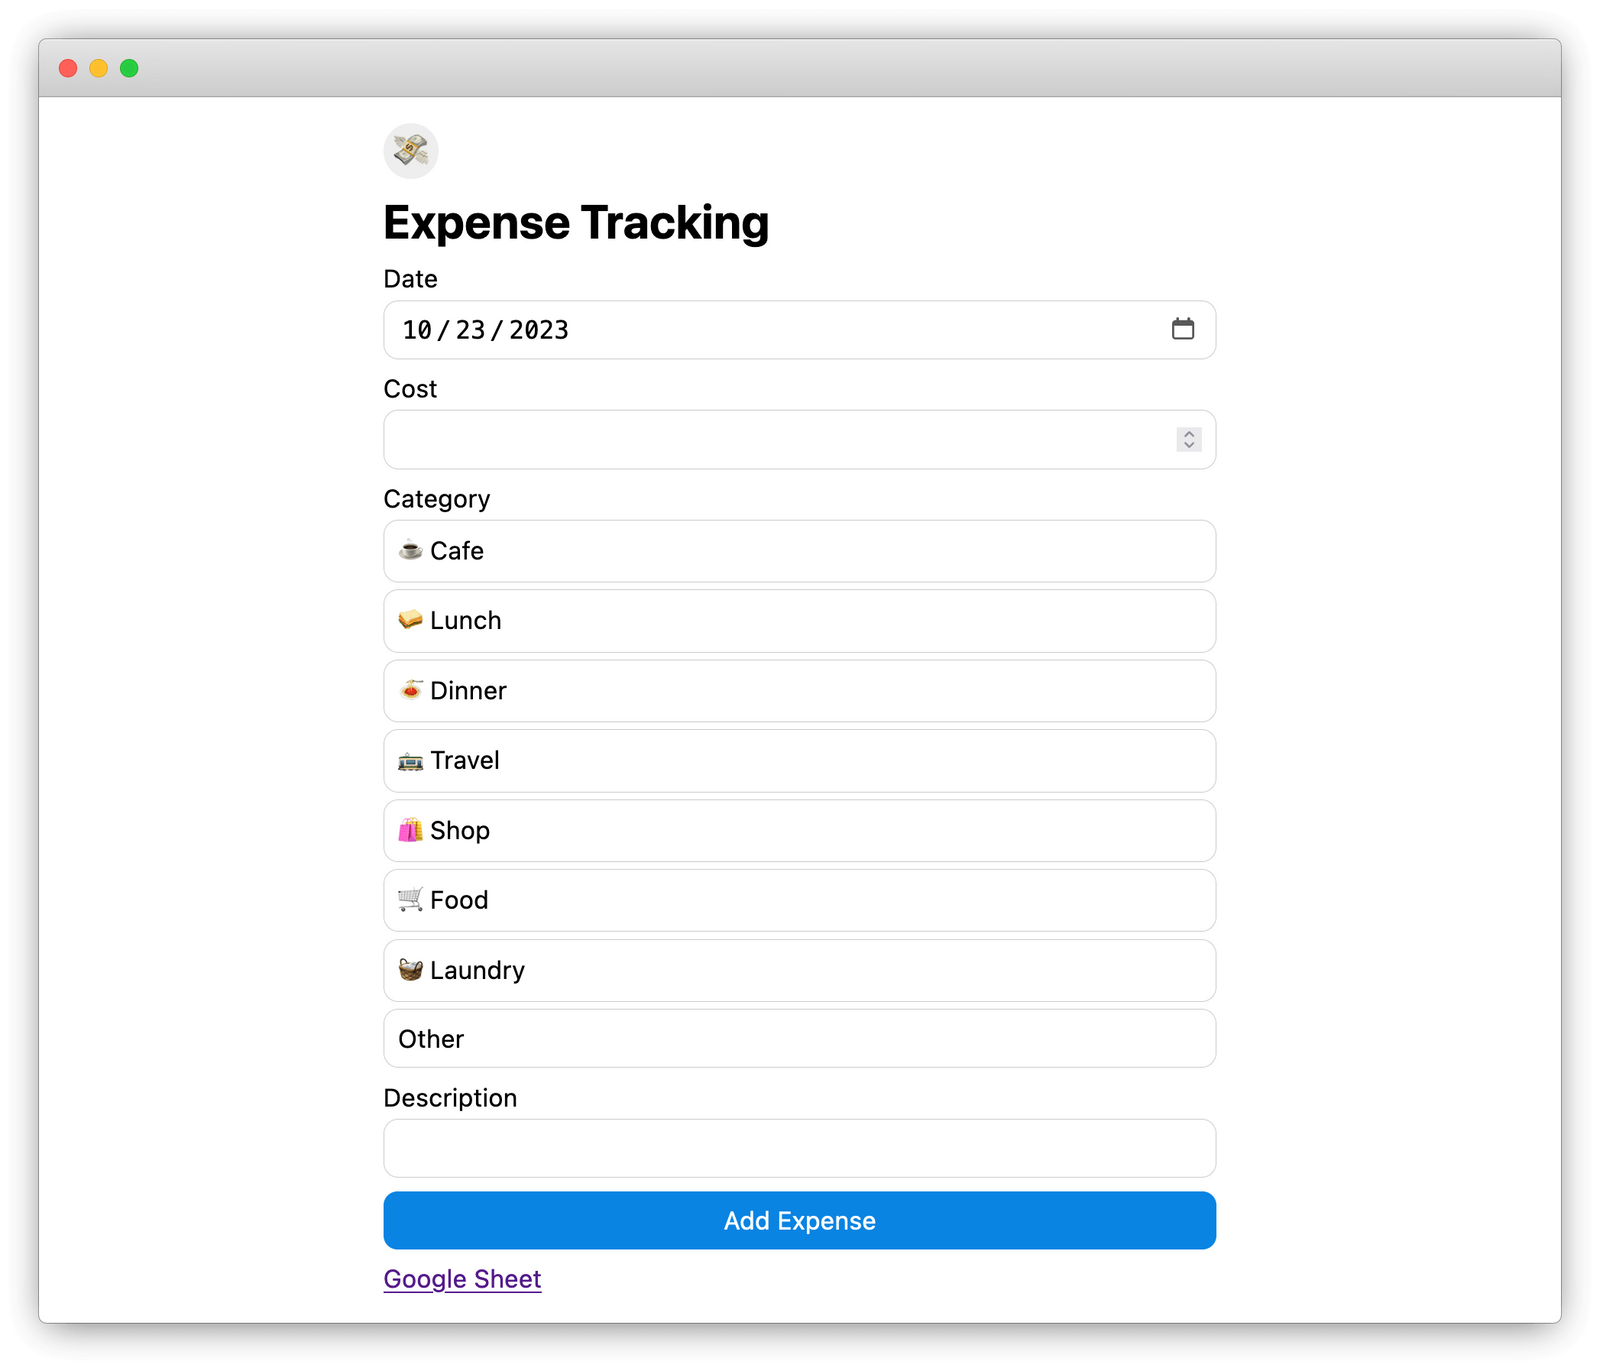 Expense Tracking
Date
10/23/2023
Cost
Category
☕ Cafe
🥪 Lunch
🍝 Dinner
🚋 Travel
🛍️ Shop
🛒 Food
🧺 Laundry
Other
Description
Add Expense
Google Sheet